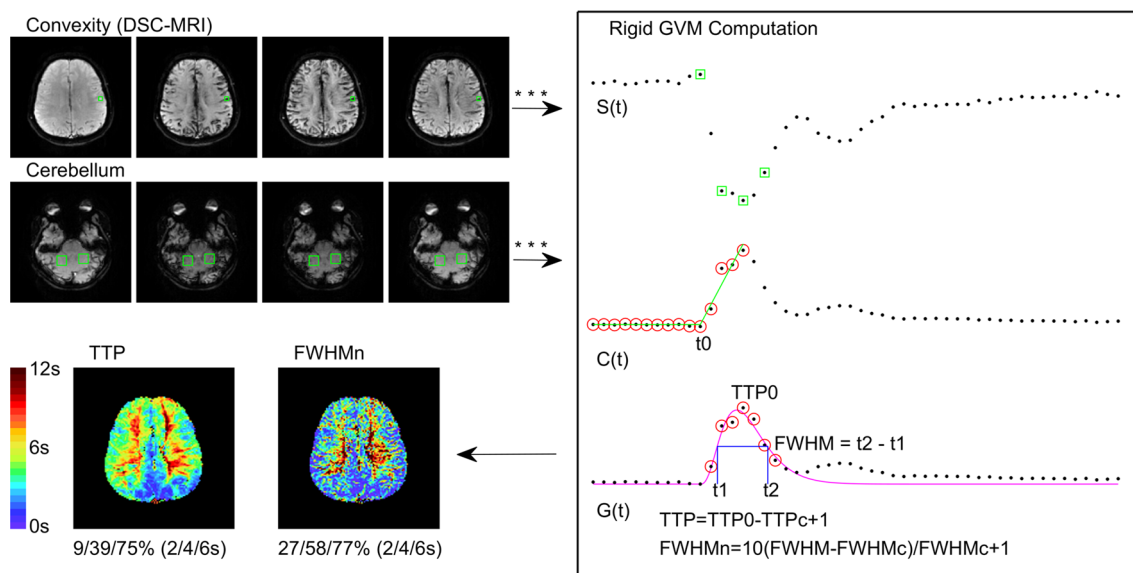 Convexity (DSC-MRI)
* * *
Cerebellum
* * *
TTP
FWHMn
12s
6s
0s
9/39/75% (2/4/6s)
27/58/77% (2/4/6s)
Rigid GVM Computation
S(t)
t0
C(t)
TTP0
FWHM = t2 - t1
t1
t2
G(t)
TTP=TTP0-TTPc+1
FWHMn=10(FWHM-FWHMc)/FWHMc+1